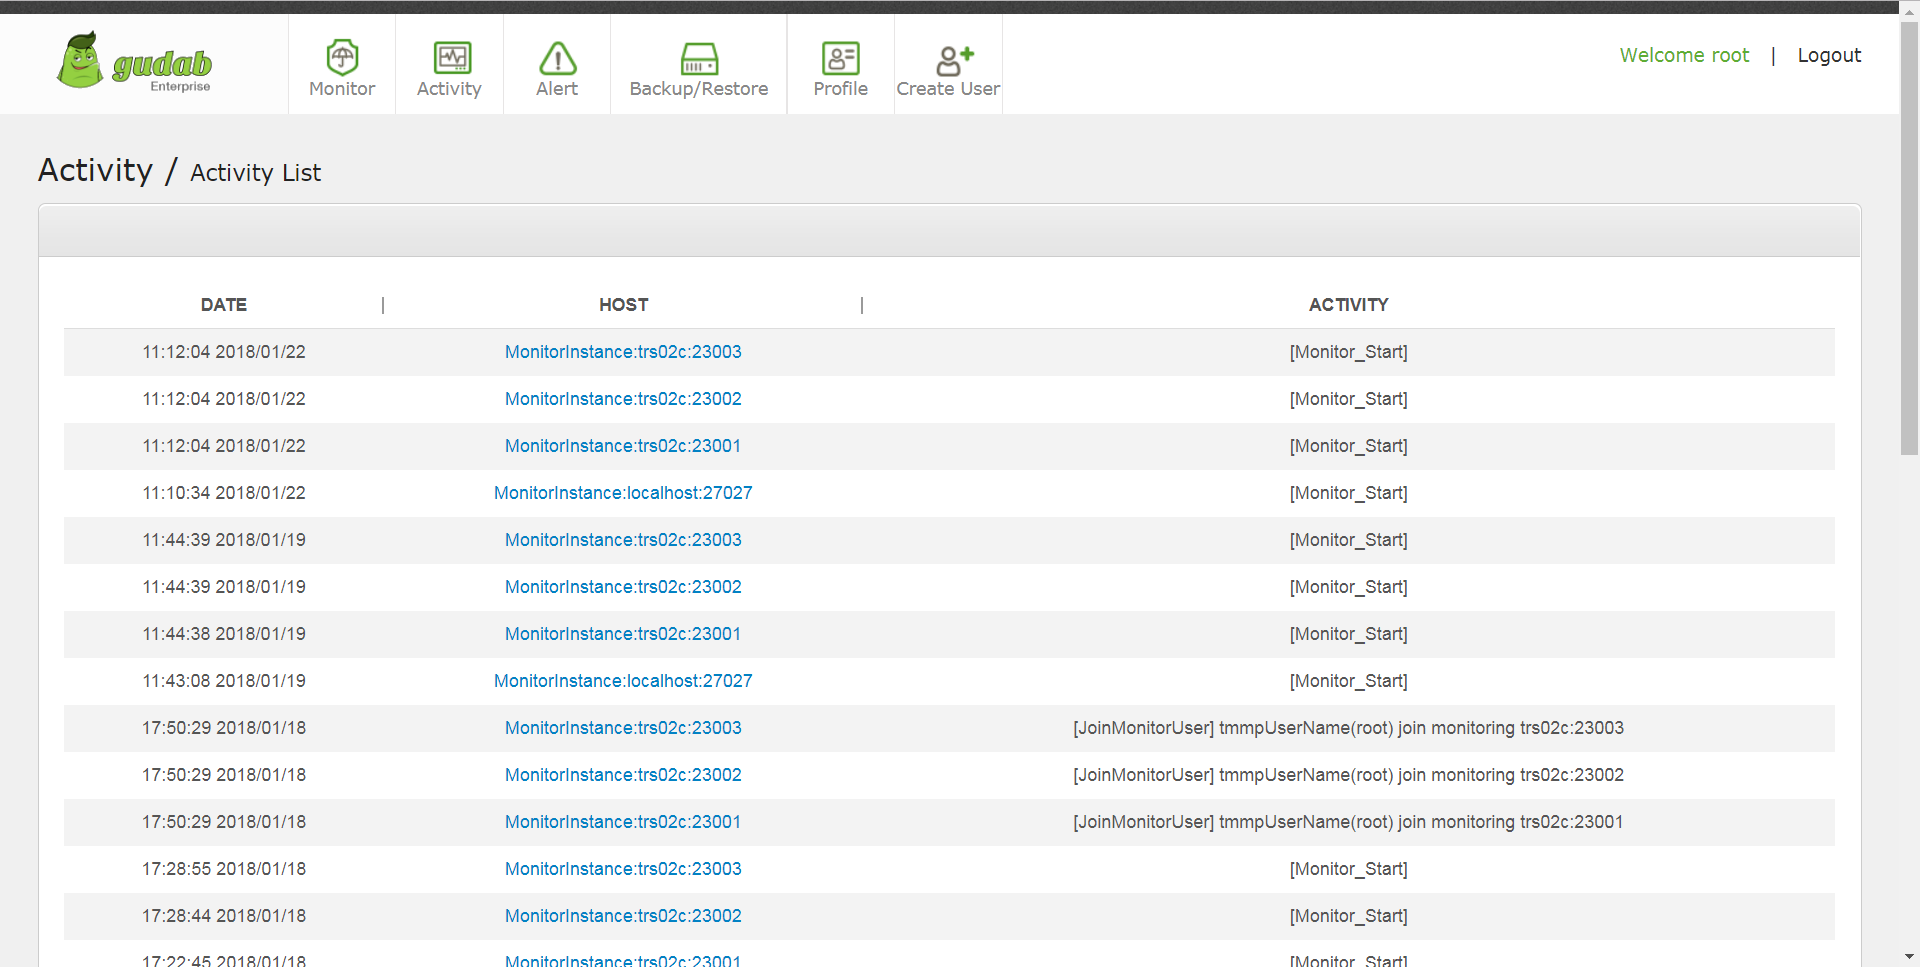 gudab
Enterprise
Monitor
Activity
Alert
Backup/Restore
Profile
Create User
Welcome root | Logout
Activity / Activity List
DATE | HOST | ACTIVITY
11:12:04 2018/01/22 MonitorInstance:trs02c:23003 [Monitor_Start]
11:12:04 2018/01/22 MonitorInstance:trs02c:23002 [Monitor_Start]
11:12:04 2018/01/22 MonitorInstance:trs02c:23001 [Monitor_Start]
11:10:34 2018/01/22 MonitorInstance:localhost:27027 [Monitor_Start]
11:44:39 2018/01/19 MonitorInstance:trs02c:23003 [Monitor_Start]
11:44:39 2018/01/19 MonitorInstance:trs02c:23002 [Monitor_Start]
11:44:38 2018/01/19 MonitorInstance:trs02c:23001 [Monitor_Start]
11:43:08 2018/01/19 MonitorInstance:localhost:27027 [Monitor_Start]
17:50:29 2018/01/18 MonitorInstance:trs02c:23003 [JoinMonitorUser] tmmpUserName(root) join monitoring trs02c:23003
17:50:29 2018/01/18 MonitorInstance:trs02c:23002 [JoinMonitorUser] tmmpUserName(root) join monitoring trs02c:23002
17:50:29 2018/01/18 MonitorInstance:trs02c:23001 [JoinMonitorUser] tmmpUserName(root) join monitoring trs02c:23001
17:28:55 2018/01/18 MonitorInstance:trs02c:23003 [Monitor_Start]
17:28:44 2018/01/18 MonitorInstance:trs02c:23002 [Monitor_Start]
17:22:45 2018/01/18 MonitorInstance:trs02c:23001 [Monitor_Start]